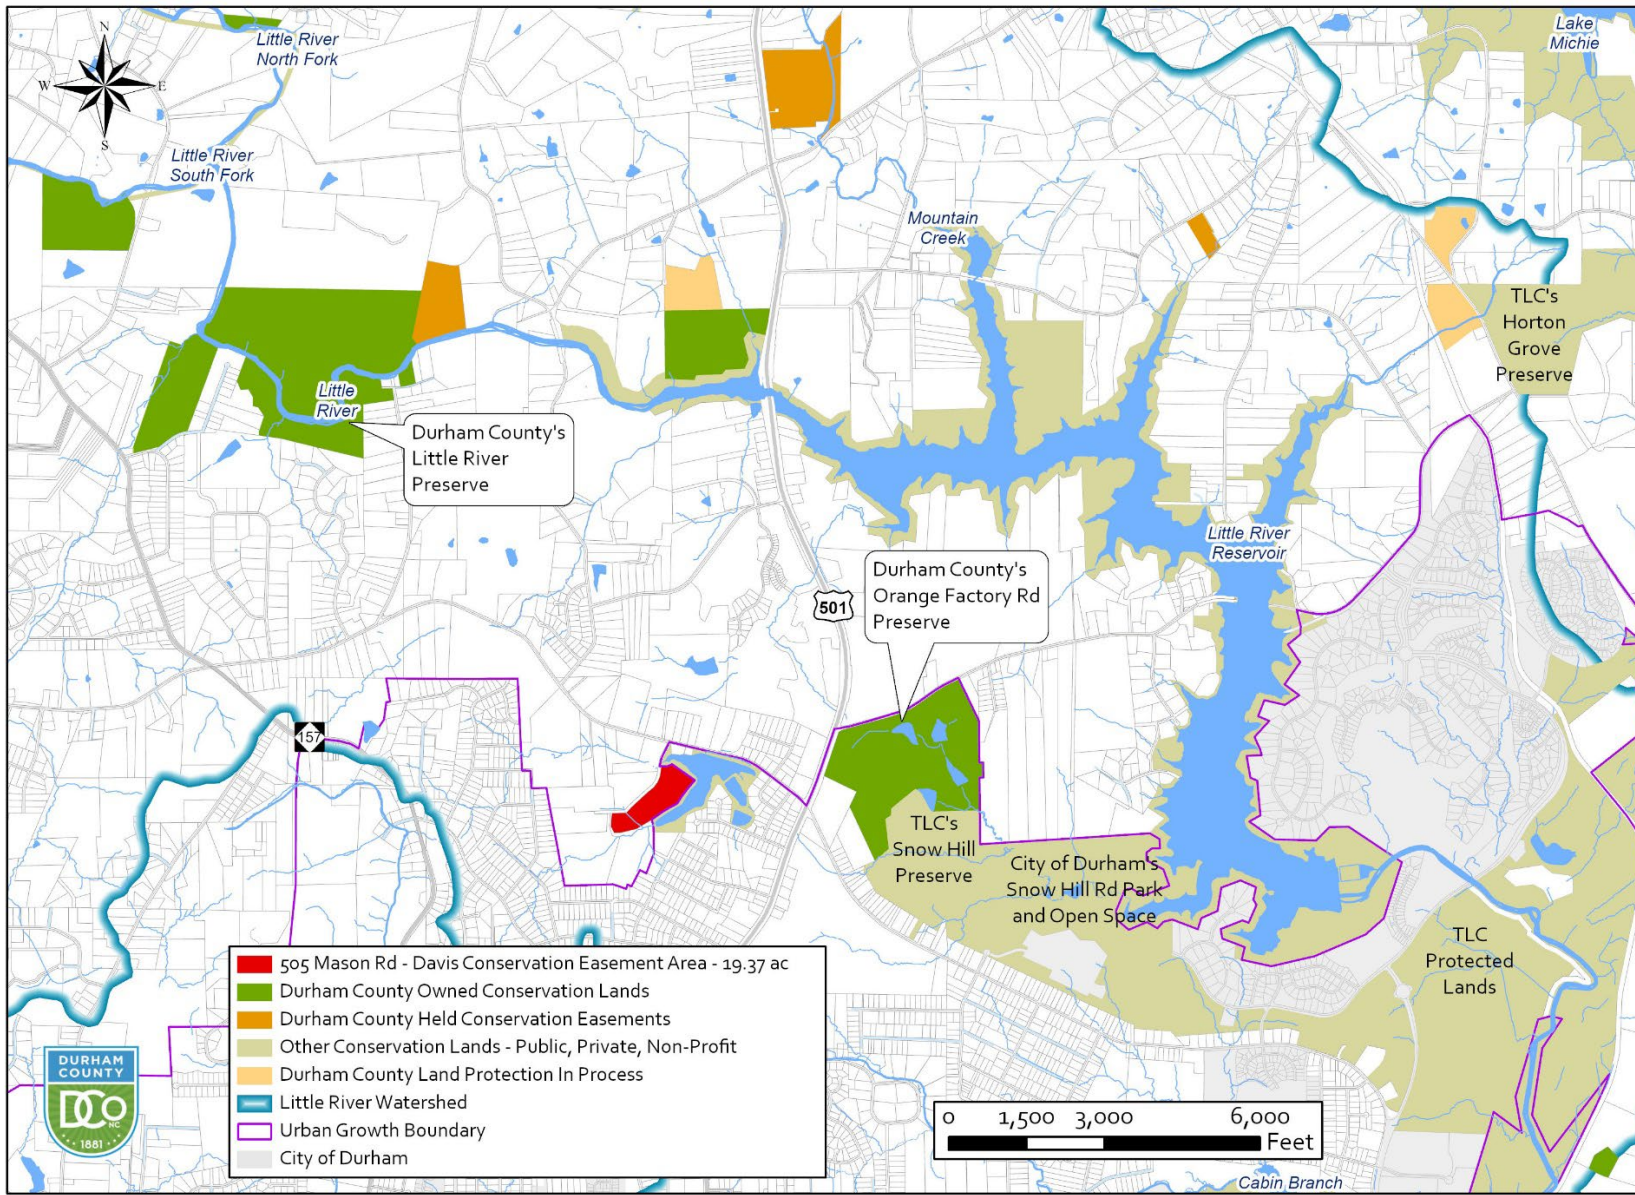 Little River
North Fork
Lake
Michie
N
W
E
S
Little River
South Fork
Mountain
Creek
TLC's
Horton
Grove
Preserve
Little
River
Durham County's
Little River
Preserve
Little River
Reservoir
Durham County's
Orange Factory Rd
Preserve
501
157
TLC's
Snow Hill
Preserve
City of Durham's
Snow Hill Rd Park
and Open Space
TLC
Protected
Lands
505 Mason Rd - Davis Conservation Easement Area - 19.37 ac
Durham County Owned Conservation Lands
Durham County Held Conservation Easements
Other Conservation Lands - Public, Private, Non-Profit
Durham County Land Protection In Process
Little River Watershed
Urban Growth Boundary
City of Durham
DURHAM
COUNTY
DCO
NC
1881
0 1,500 3,000 6,000
Feet
Cabin Branch